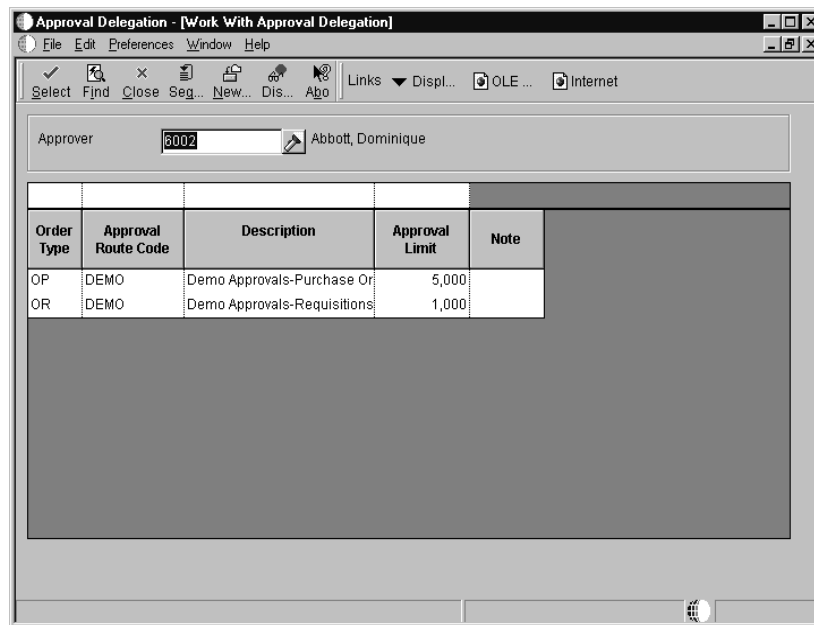 Approval Delegation - [Work With Approval Delegation]
File Edit Preferences Window Help
Select Find Close Seq... New... Dis... Abo Links Displ... OLE ... Internet
Approver 6002 Abbott, Dominique
Order Type Approval Route Code Description Approval Limit Note
OP DEMO Demo Approvals-Purchase Or 5,000
OR DEMO Demo Approvals-Requisitions 1,000